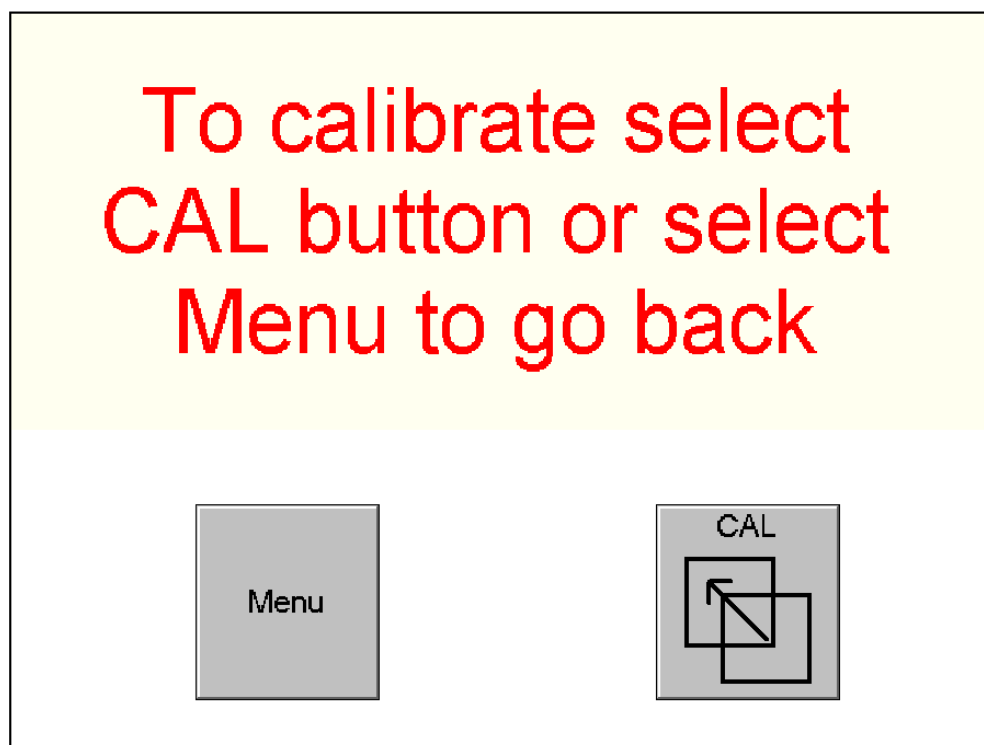 To calibrate select
CAL button or select
Menu to go back
Menu
CAL